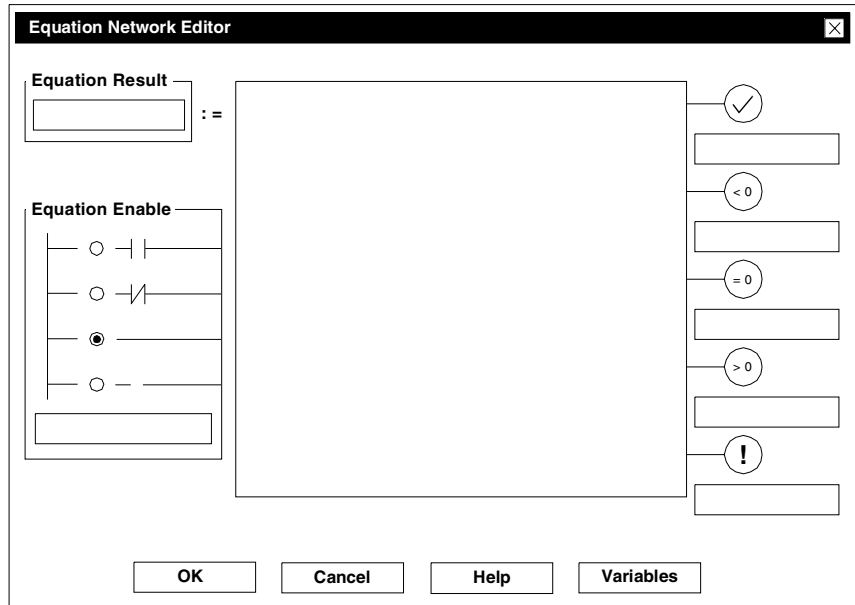 Equation Network Editor
Equation Result
: =
< 0
Equation Enable
= 0
> 0
!
OK Cancel Help Variables